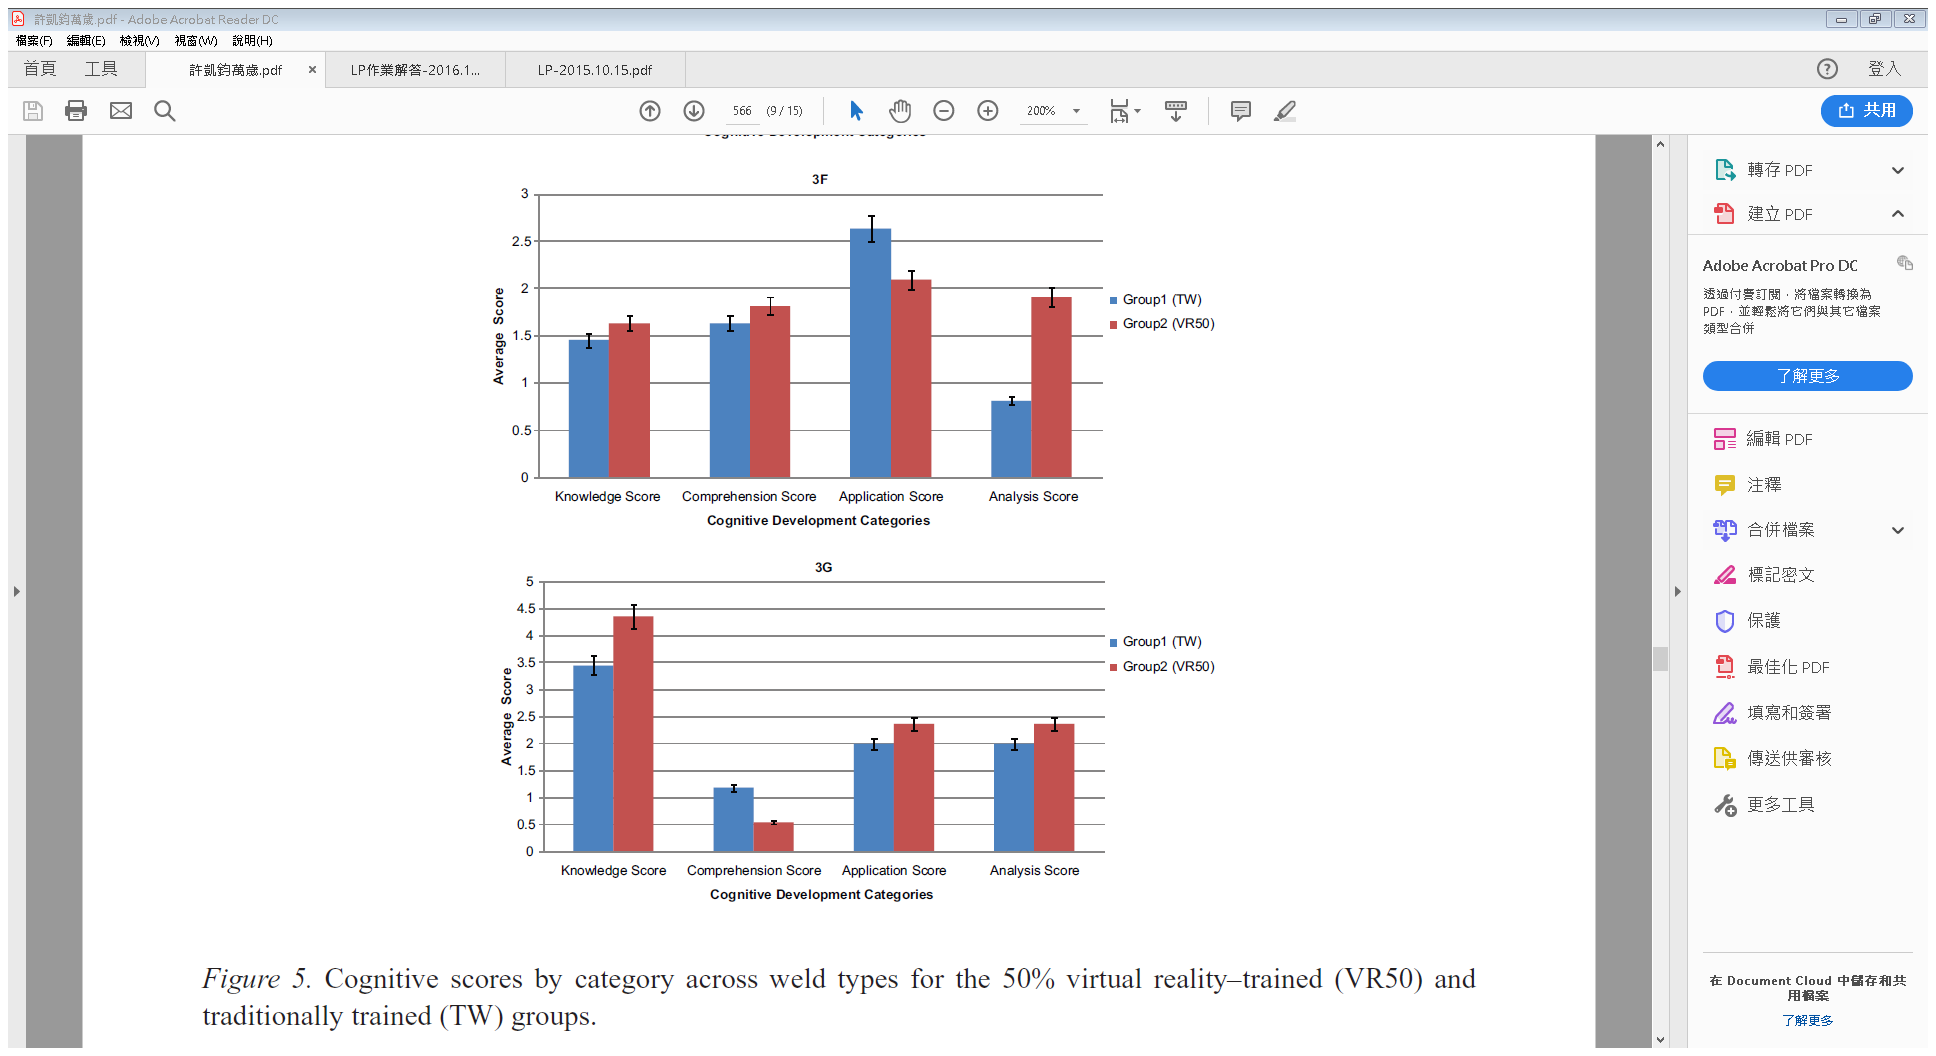 許凱鈞萬歲.pdf - Adobe Acrobat Reader DC
檔案(F) 編輯(E) 檢視(V) 視窗(W) 說明(H)
首頁 工具 許凱鈞萬歲.pdf × LP作業解答-2016.1... LP-2015.10.15.pdf ? 登入
566 (9 / 15) 200% 共用
Cognitive Development Categories
3F
3
2.5
2
1.5
1
0.5
0
Average Score
Group1 (TW)
Group2 (VR50)
Knowledge Score Comprehension Score Application Score Analysis Score
Cognitive Development Categories
3G
5
4.5
4
3.5
3
2.5
2
1.5
1
0.5
0
Average Score
Group1 (TW)
Group2 (VR50)
Knowledge Score Comprehension Score Application Score Analysis Score
Cognitive Development Categories
Figure 5. Cognitive scores by category across weld types for the 50% virtual reality–trained (VR50) and
traditionally trained (TW) groups.
轉存 PDF
建立 PDF
Adobe Acrobat Pro DC
透過付費訂閱，將檔案轉換為
PDF，並輕鬆將它們與其它檔案
類型合併
了解更多
編輯 PDF
注釋
合併檔案
標記密文
保護
最佳化 PDF
填寫和簽署
傳送供審核
更多工具
在 Document Cloud 中儲存和共
用檔案
了解更多